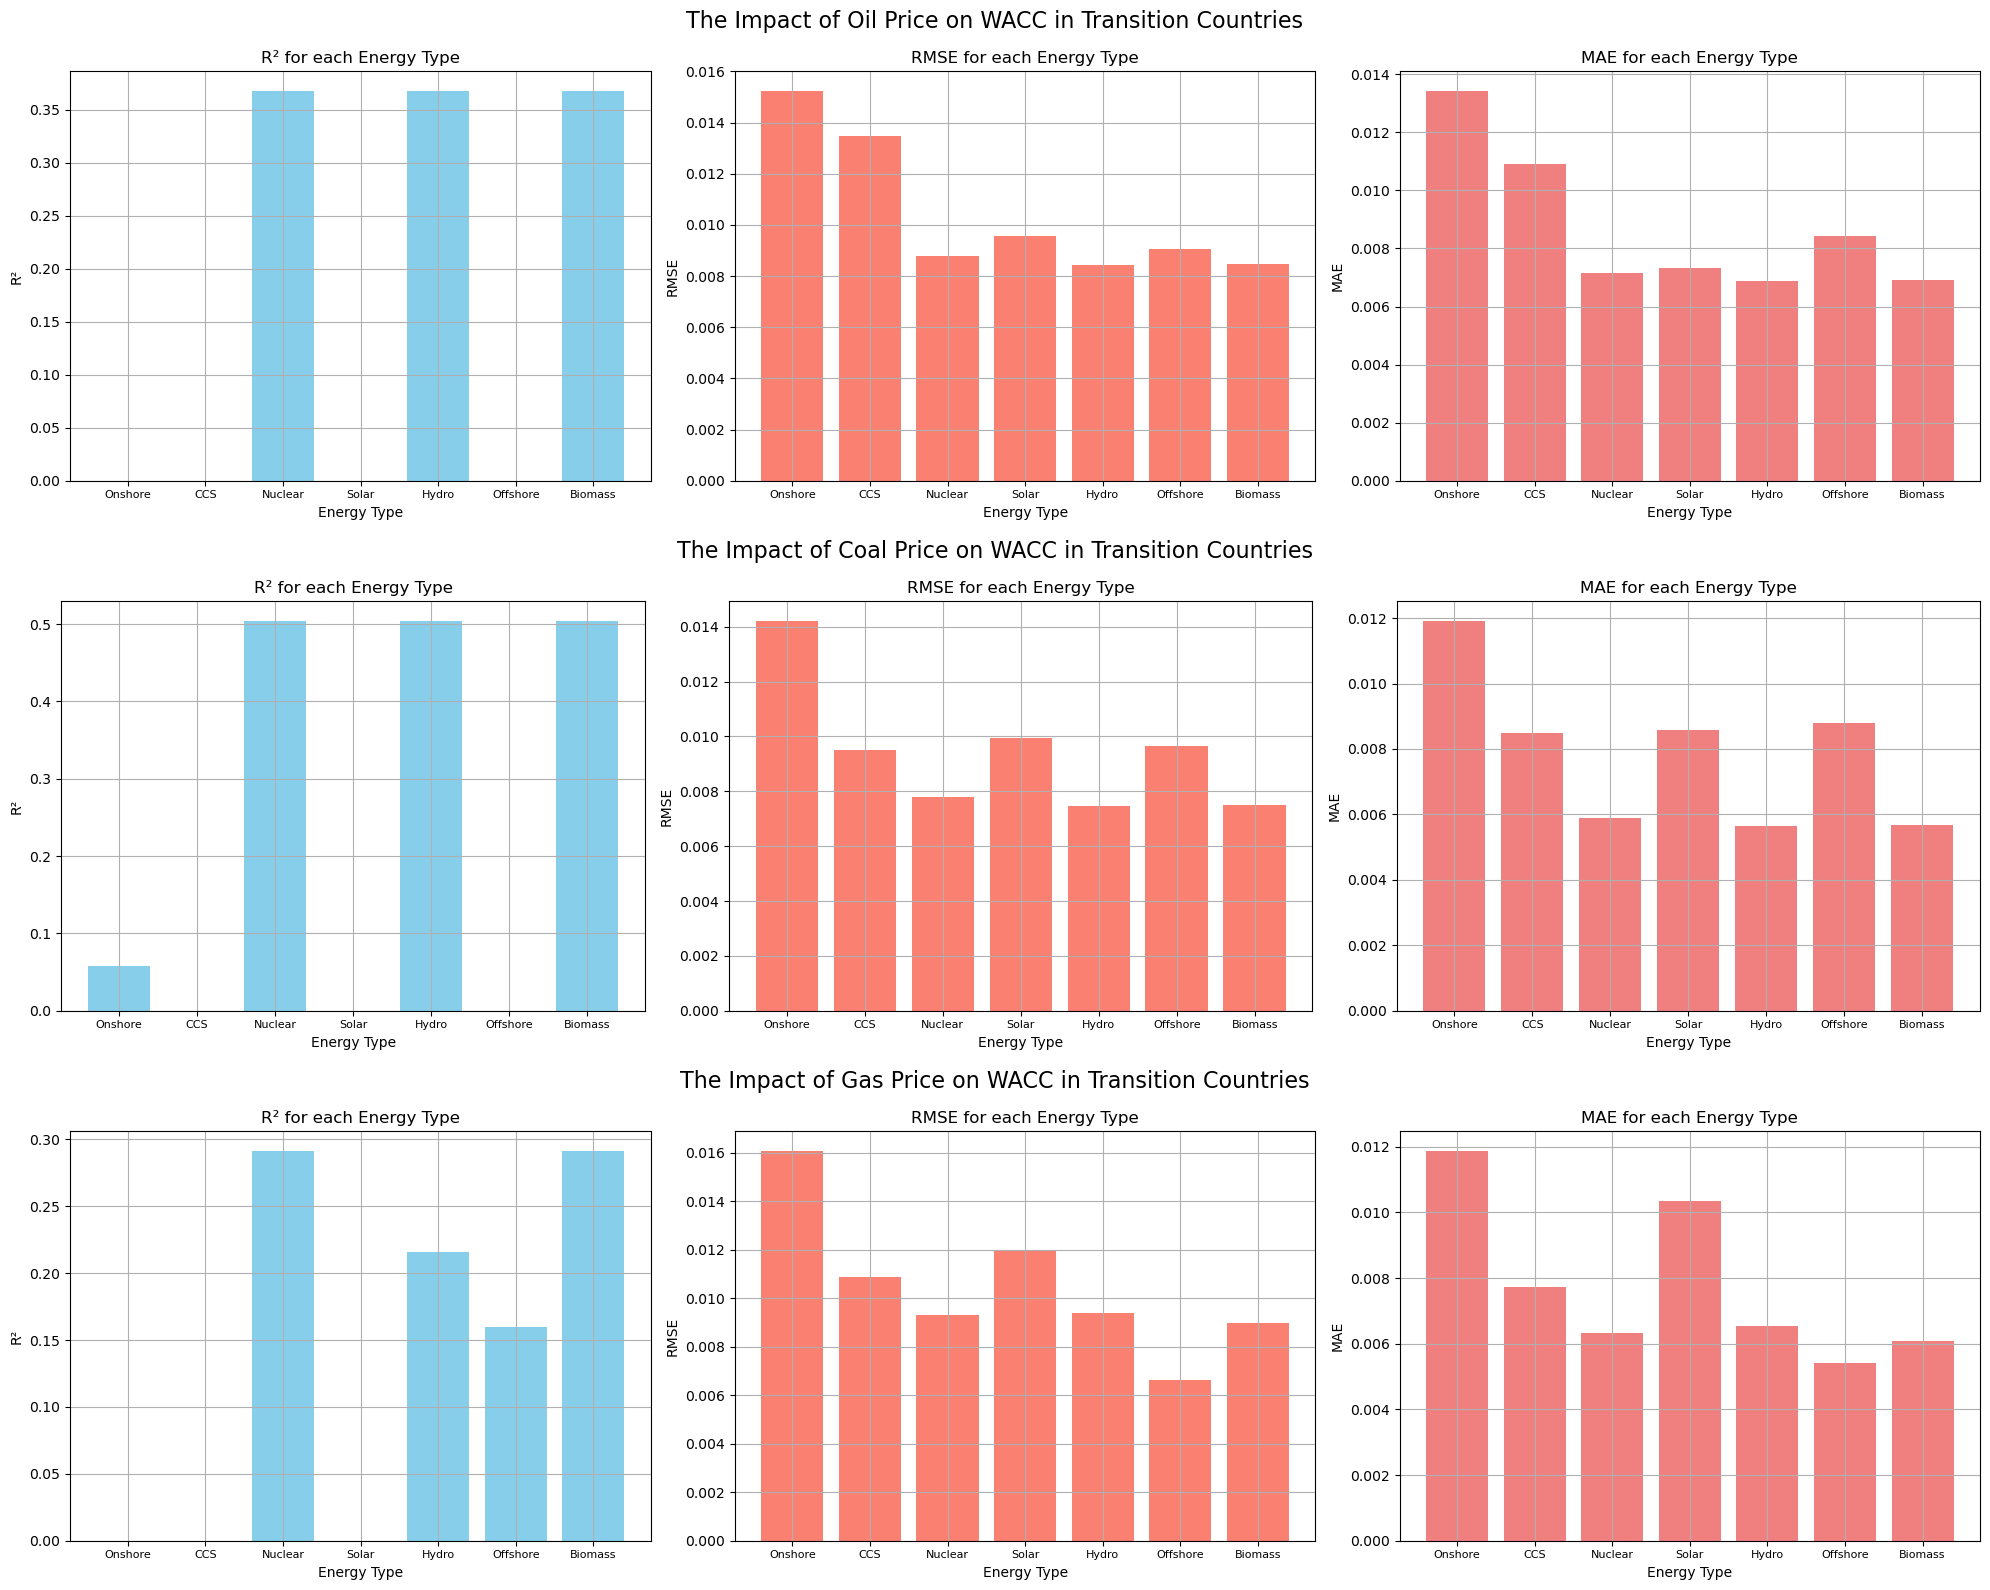 The Impact of Oil Price on WACC in Transition Countries
R² for each Energy Type
0.35
0.30
0.25
0.20
0.15
0.10
0.05
0.00
R²
Onshore CCS Nuclear Solar Hydro Offshore Biomass
Energy Type
RMSE for each Energy Type
0.016
0.014
0.012
0.010
0.008
0.006
0.004
0.002
0.000
RMSE
Onshore CCS Nuclear Solar Hydro Offshore Biomass
Energy Type
MAE for each Energy Type
0.014
0.012
0.010
0.008
0.006
0.004
0.002
0.000
MAE
Onshore CCS Nuclear Solar Hydro Offshore Biomass
Energy Type
The Impact of Coal Price on WACC in Transition Countries
R² for each Energy Type
0.5
0.4
0.3
0.2
0.1
0.0
R²
Onshore CCS Nuclear Solar Hydro Offshore Biomass
Energy Type
RMSE for each Energy Type
0.014
0.012
0.010
0.008
0.006
0.004
0.002
0.000
RMSE
Onshore CCS Nuclear Solar Hydro Offshore Biomass
Energy Type
MAE for each Energy Type
0.012
0.010
0.008
0.006
0.004
0.002
0.000
MAE
Onshore CCS Nuclear Solar Hydro Offshore Biomass
Energy Type
The Impact of Gas Price on WACC in Transition Countries
R² for each Energy Type
0.30
0.25
0.20
0.15
0.10
0.05
0.00
R²
Onshore CCS Nuclear Solar Hydro Offshore Biomass
Energy Type
RMSE for each Energy Type
0.016
0.014
0.012
0.010
0.008
0.006
0.004
0.002
0.000
RMSE
Onshore CCS Nuclear Solar Hydro Offshore Biomass
Energy Type
MAE for each Energy Type
0.012
0.010
0.008
0.006
0.004
0.002
0.000
MAE
Onshore CCS Nuclear Solar Hydro Offshore Biomass
Energy Type